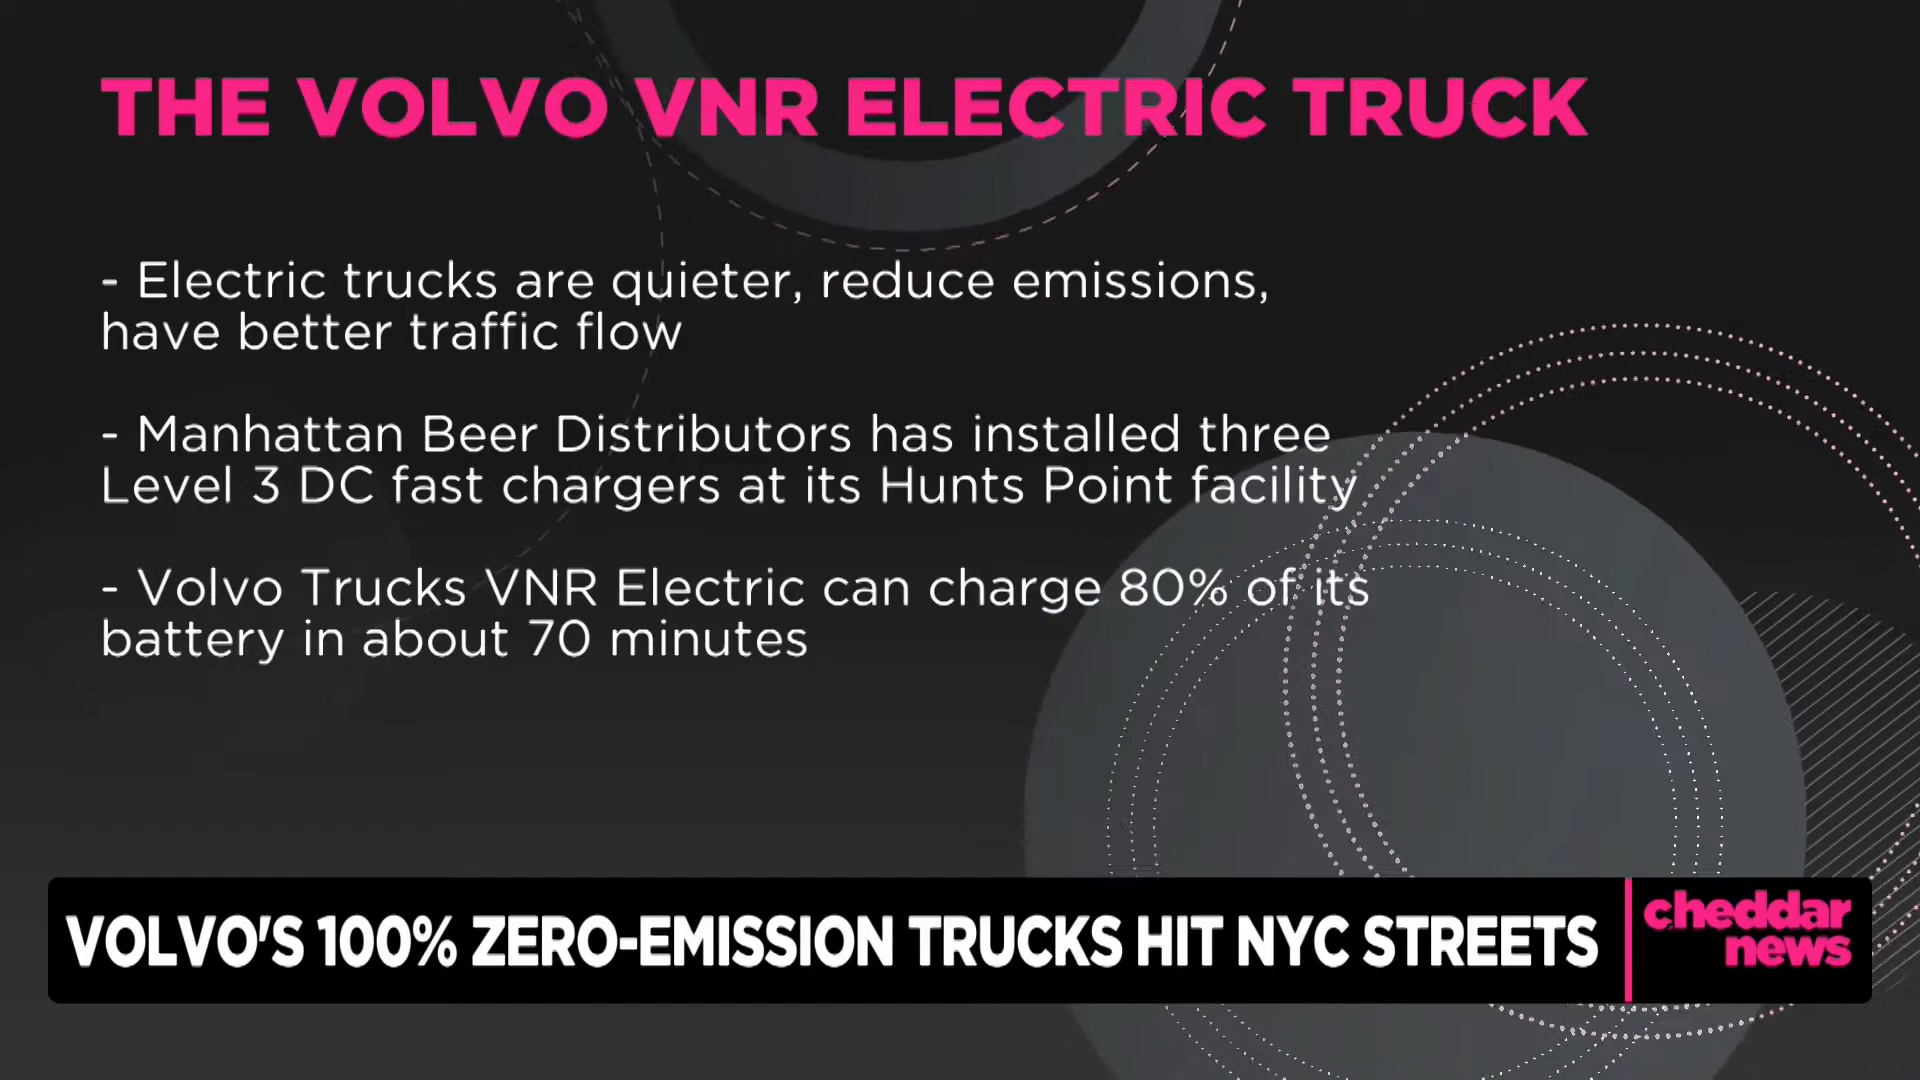 THE VOLVO VNR ELECTRIC TRUCK
- Electric trucks are quieter, reduce emissions,
have better traffic flow
- Manhattan Beer Distributors has installed three
Level 3 DC fast chargers at its Hunts Point facility
- Volvo Trucks VNR Electric can charge 80% of its
battery in about 70 minutes
VOLVO'S 100% ZERO-EMISSION TRUCKS HIT NYC STREETS
cheddar
news